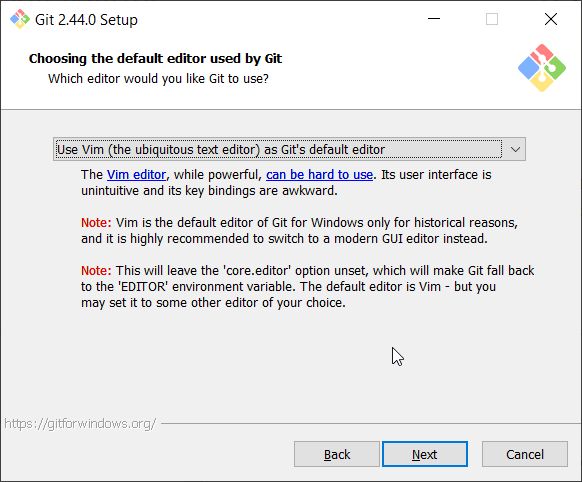 Git 2.44.0 Setup
Choosing the default editor used by Git
Which editor would you like Git to use?
Use Vim (the ubiquitous text editor) as Git's default editor
The Vim editor, while powerful, can be hard to use. Its user interface is
unintuitive and its key bindings are awkward.
Note: Vim is the default editor of Git for Windows only for historical reasons,
and it is highly recommended to switch to a modern GUI editor instead.
Note: This will leave the 'core.editor' option unset, which will make Git fall back
to the 'EDITOR' environment variable. The default editor is Vim - but you
may set it to some other editor of your choice.
https://gitforwindows.org/
Back
Next
Cancel